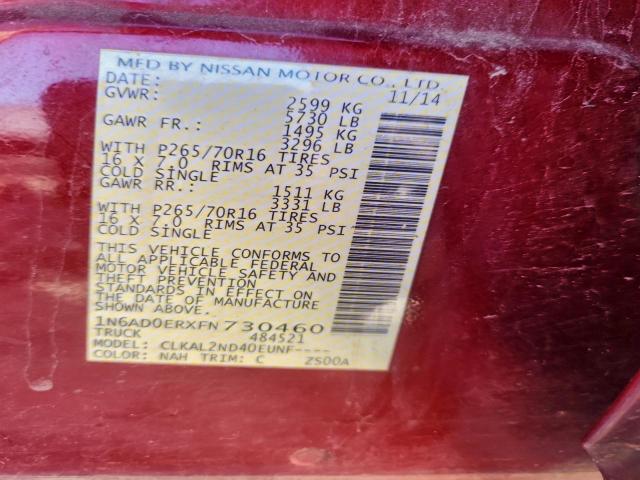 MFD BY NISSAN MOTOR CO., LTD.
DATE: 11/14
GVWR: 2599 KG
5730 LB
GAWR FR.: 1495 KG
3296 LB
WITH P265/70R16 TIRES
16 X 7.0 RIMS AT 35 PSI
COLD SINGLE
GAWR RR.: 1511 KG
3331 LB
WITH P265/70R16 TIRES
16 X 7.0 RIMS AT 35 PSI
COLD SINGLE
THIS VEHICLE CONFORMS TO
ALL APPLICABLE FEDERAL
MOTOR VEHICLE SAFETY AND
THEFT PREVENTION
STANDARDS IN EFFECT ON
THE DATE OF MANUFACTURE
SHOWN ABOVE.
1N6AD0ERXFN730460
TRUCK 484521
MODEL: CLKAL2ND40EUNF----
COLOR: NAH TRIM: C ZS00A